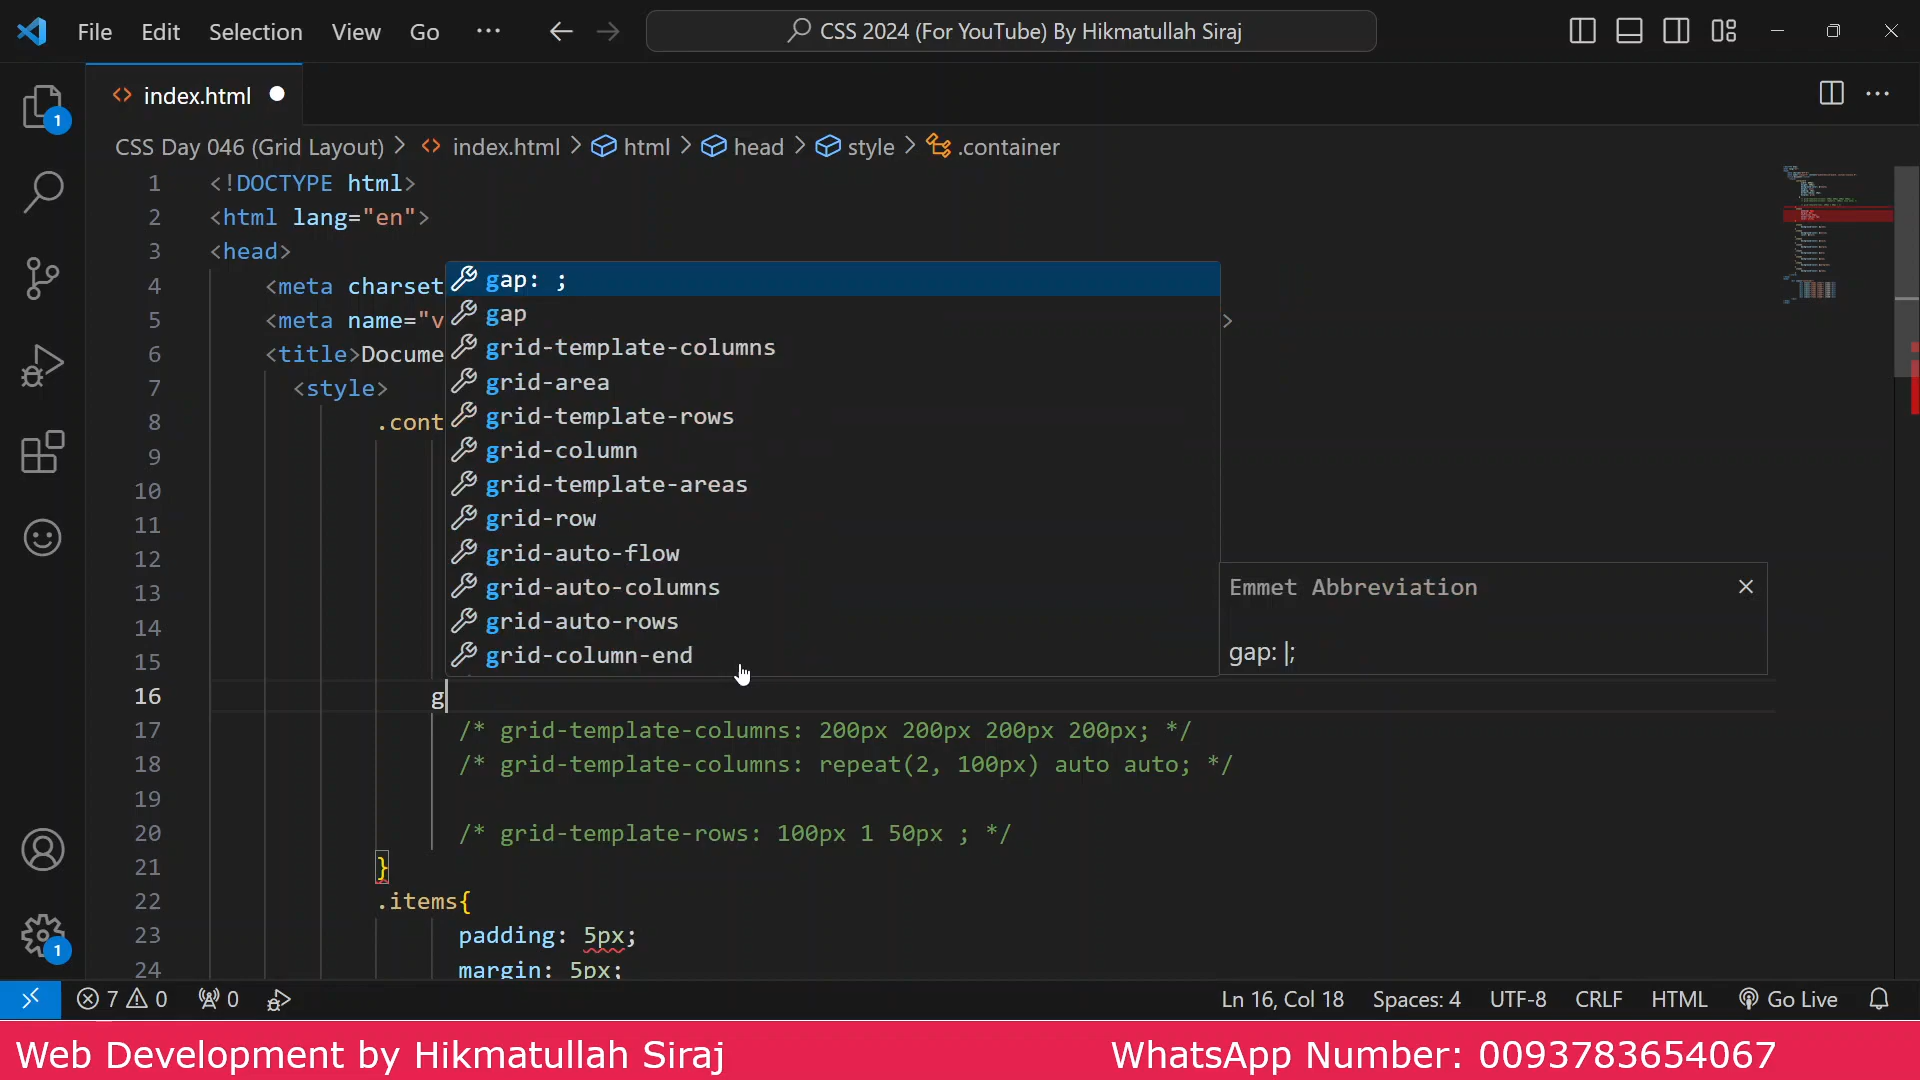 File Edit Selection View Go ··· CSS 2024 (For YouTube) By Hikmatullah Siraj
index.html
CSS Day 046 (Grid Layout) > index.html > html > head > style > .container
1 <!DOCTYPE html>
2 <html lang="en">
3 <head>
4 <meta charset
5 <meta name="v >
6 <title>Docume
7 <style>
8 .cont
9
10
11
12
13
14
15
gap: ;
gap
grid-template-columns
grid-area
grid-template-rows
grid-column
grid-template-areas
grid-row
grid-auto-flow
grid-auto-columns
grid-auto-rows
grid-column-end
Emmet Abbreviation
gap: |;
16 g
17 /* grid-template-columns: 200px 200px 200px 200px; */
18 /* grid-template-columns: repeat(2, 100px) auto auto; */
19
20 /* grid-template-rows: 100px 1 50px ; */
21 }
22 .items{
23 padding: 5px;
24 margin: 5px;
1
1
7 0 0 Ln 16, Col 18 Spaces: 4 UTF-8 CRLF HTML Go Live
Web Development by Hikmatullah Siraj WhatsApp Number: 0093783654067